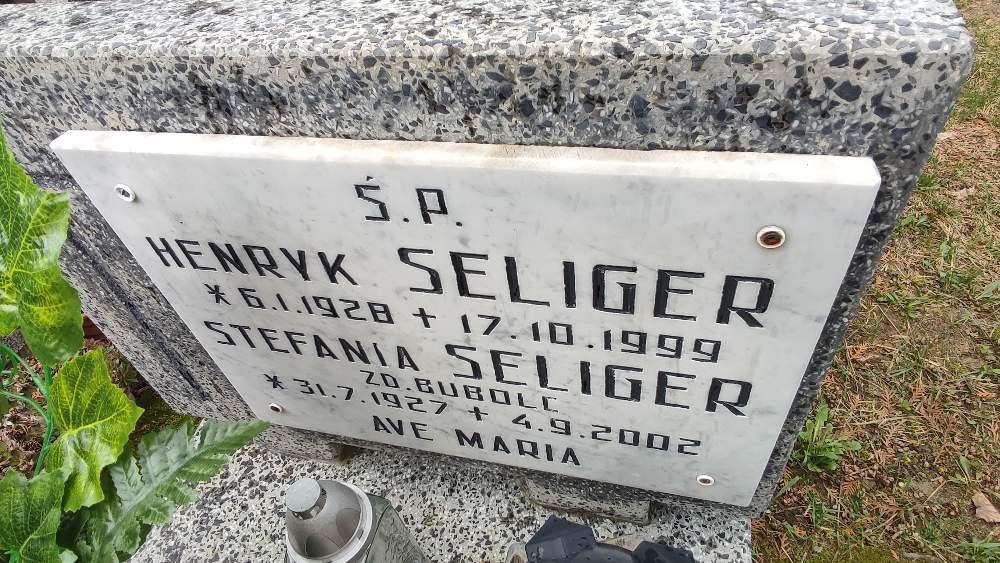 Ś.P.
HENRYK SELIGER
* 6.1.1928 + 17.10.1999
STEFANIA SELIGER
ZD. BUBOLC
* 31.7.1927 + 4.9.2002
AVE MARIA